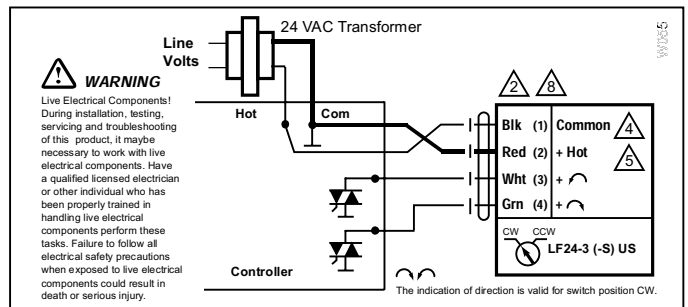 24 VAC Transformer
Line
Volts
WARNING
Live Electrical Components!
During installation, testing,
servicing and troubleshooting
of this product, it maybe
necessary to work with live
electrical components. Have
a qualified licensed electrician
or other individual who has
been properly trained in
handling live electrical
components perform these
tasks. Failure to follow all
electrical safety precautions
when exposed to live electrical
components could result in
death or serious injury.
Hot
Com
Controller
2
8
Blk (1) Common
4
Red (2) + Hot
5
Wht (3) +
Grn (4) +
CW CCW
LF24-3 (-S) US
The indication of direction is valid for switch position CW.